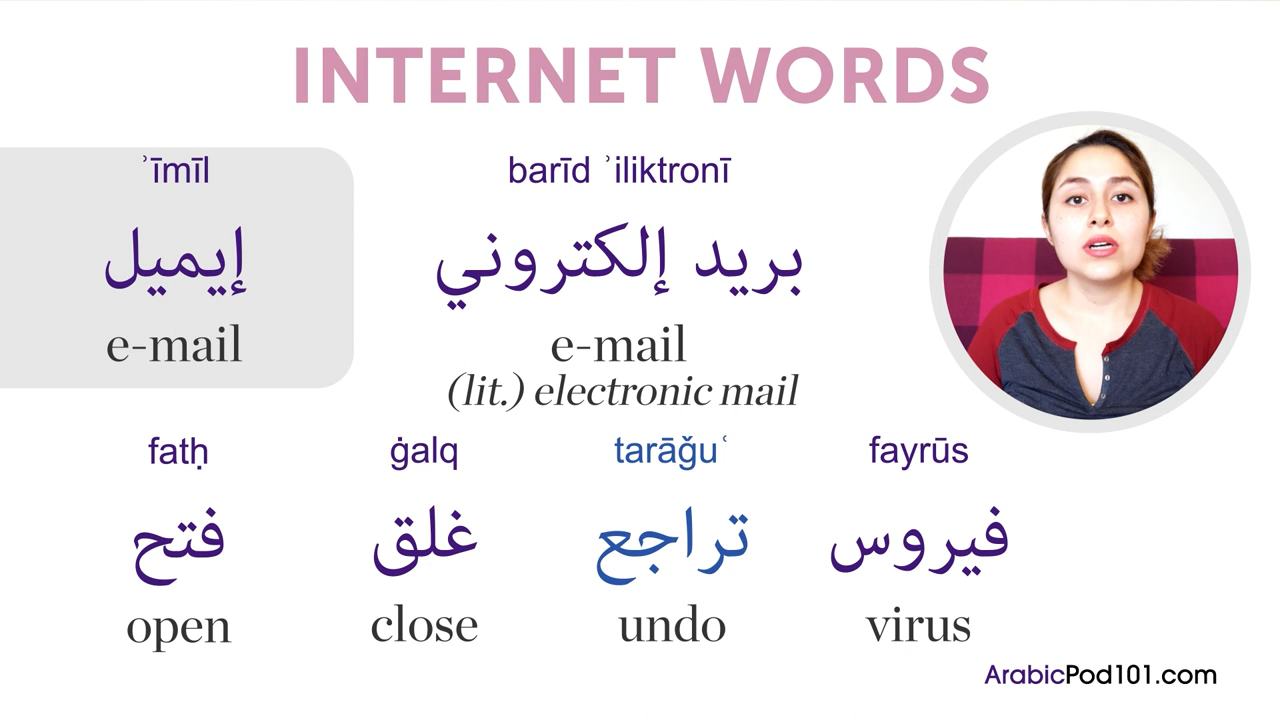 INTERNET WORDS
ʾīmīl
إيميل
e-mail
barīd ʾiliktronī
بريد إلكتروني
e-mail
(lit.) electronic mail
fatḥ
فتح
open
ġalq
غلق
close
tarāǧuʿ
تراجع
undo
fayrūs
فيروس
virus
ArabicPod101.com